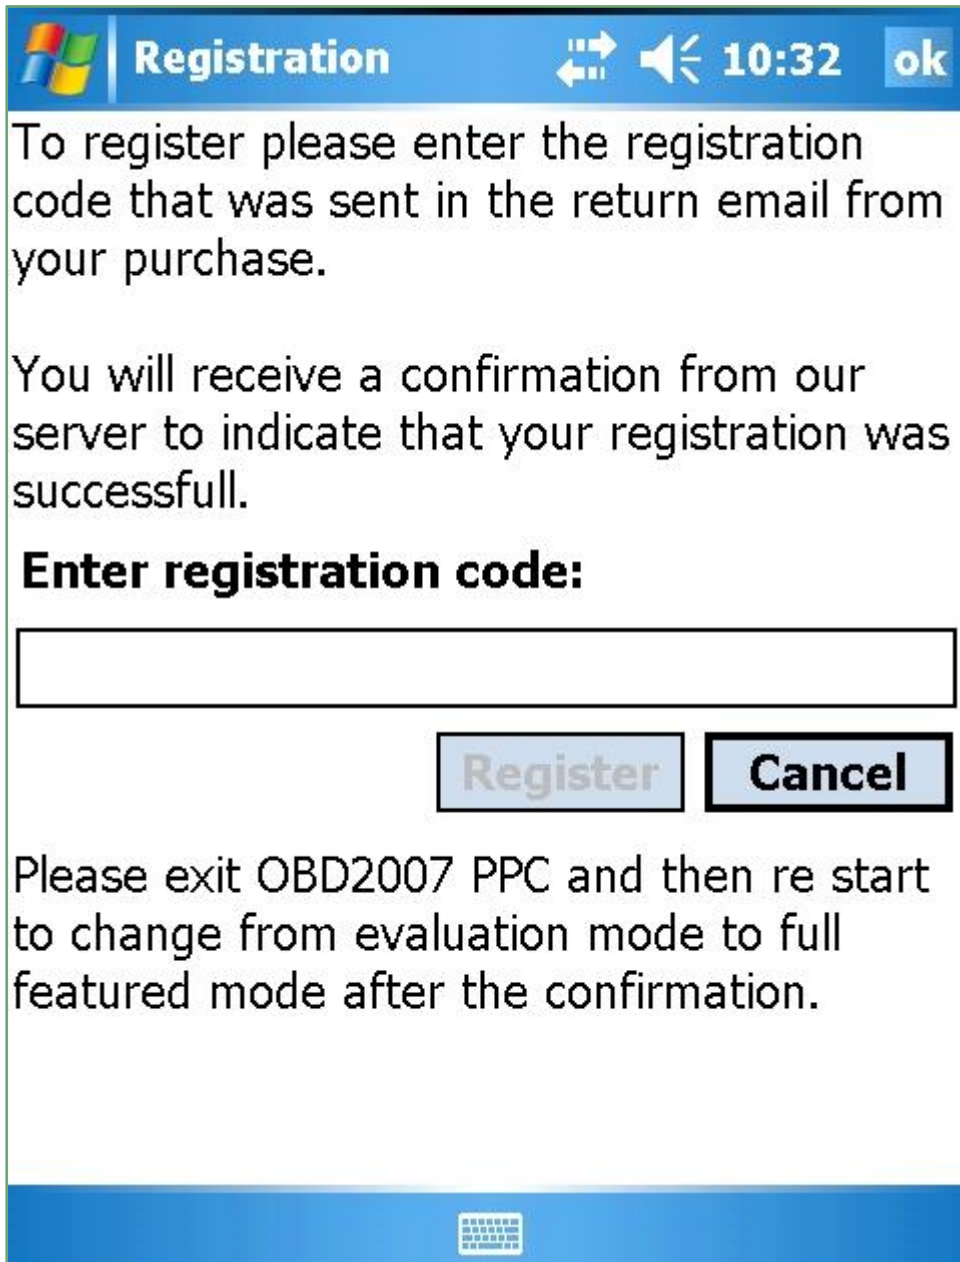 Registration 10:32 ok
To register please enter the registration
code that was sent in the return email from
your purchase.
You will receive a confirmation from our
server to indicate that your registration was
successfull.
Enter registration code:
Register Cancel
Please exit OBD2007 PPC and then re start
to change from evaluation mode to full
featured mode after the confirmation.